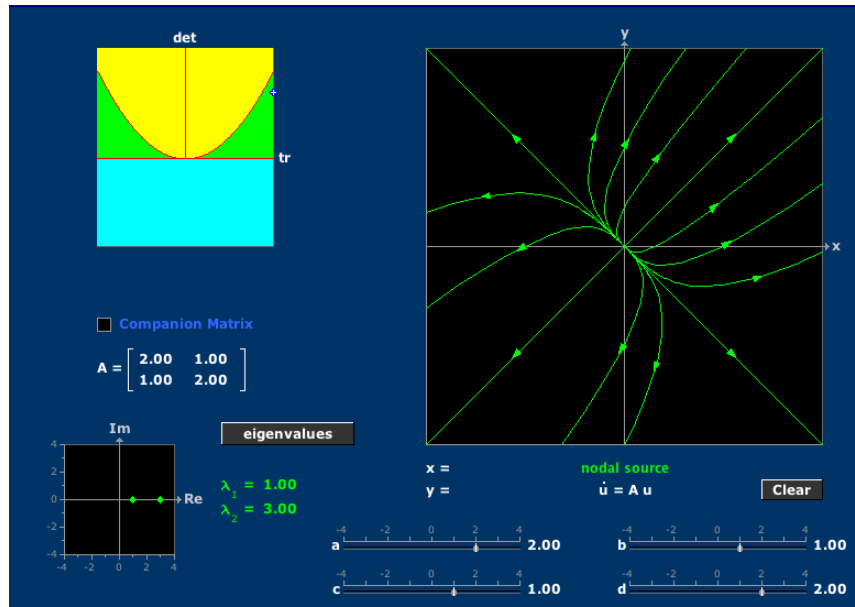 det
tr
y
x
Companion Matrix
A = 2.00 1.00
1.00 2.00
eigenvalues
Im
4
2
0
-2
-4
-4 -2 0 2 4
Re
λ1 = 1.00
λ2 = 3.00
x =
nodal source
y =
u̇ = A u
Clear
-4 -2 0 2 4
a 2.00
-4 -2 0 2 4
b 1.00
-4 -2 0 2 4
c 1.00
-4 -2 0 2 4
d 2.00